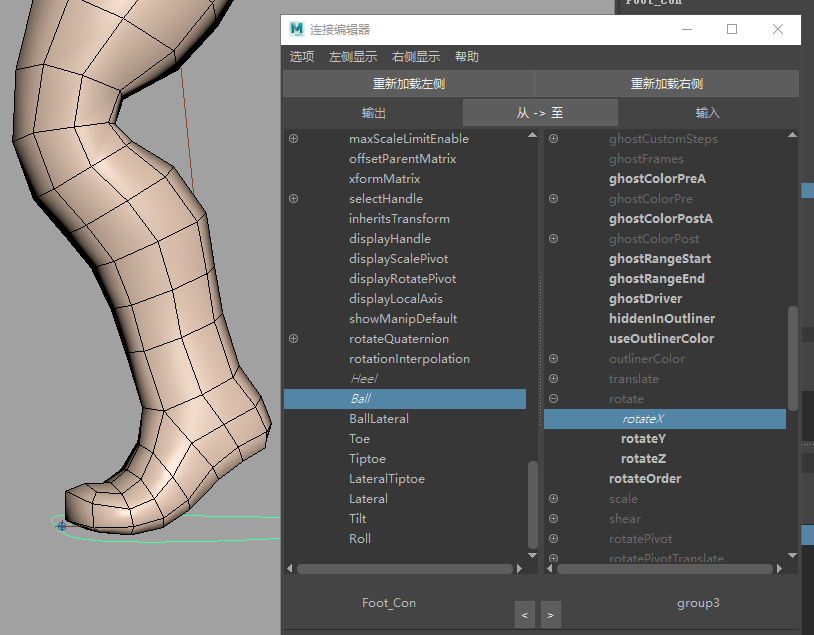 Foot_Con
M 连接编辑器
选项 左侧显示 右侧显示 帮助
重新加载左侧 重新加载右侧
输出 从 -> 至 输入
maxScaleLimitEnable ghostCustomSteps
offsetParentMatrix ghostFrames
xformMatrix ghostColorPreA
selectHandle ghostColorPre
inheritsTransform ghostColorPostA
displayHandle ghostColorPost
displayScalePivot ghostRangeStart
displayRotatePivot ghostRangeEnd
displayLocalAxis ghostDriver
showManipDefault hiddenInOutliner
rotateQuaternion useOutlinerColor
rotationInterpolation outlinerColor
Heel translate
Ball rotate
BallLateral rotateX
Toe rotateY
Tiptoe rotateZ
LateralTiptoe rotateOrder
Lateral scale
Tilt shear
Roll rotatePivot
rotatePivotTranslate
Foot_Con < > group3